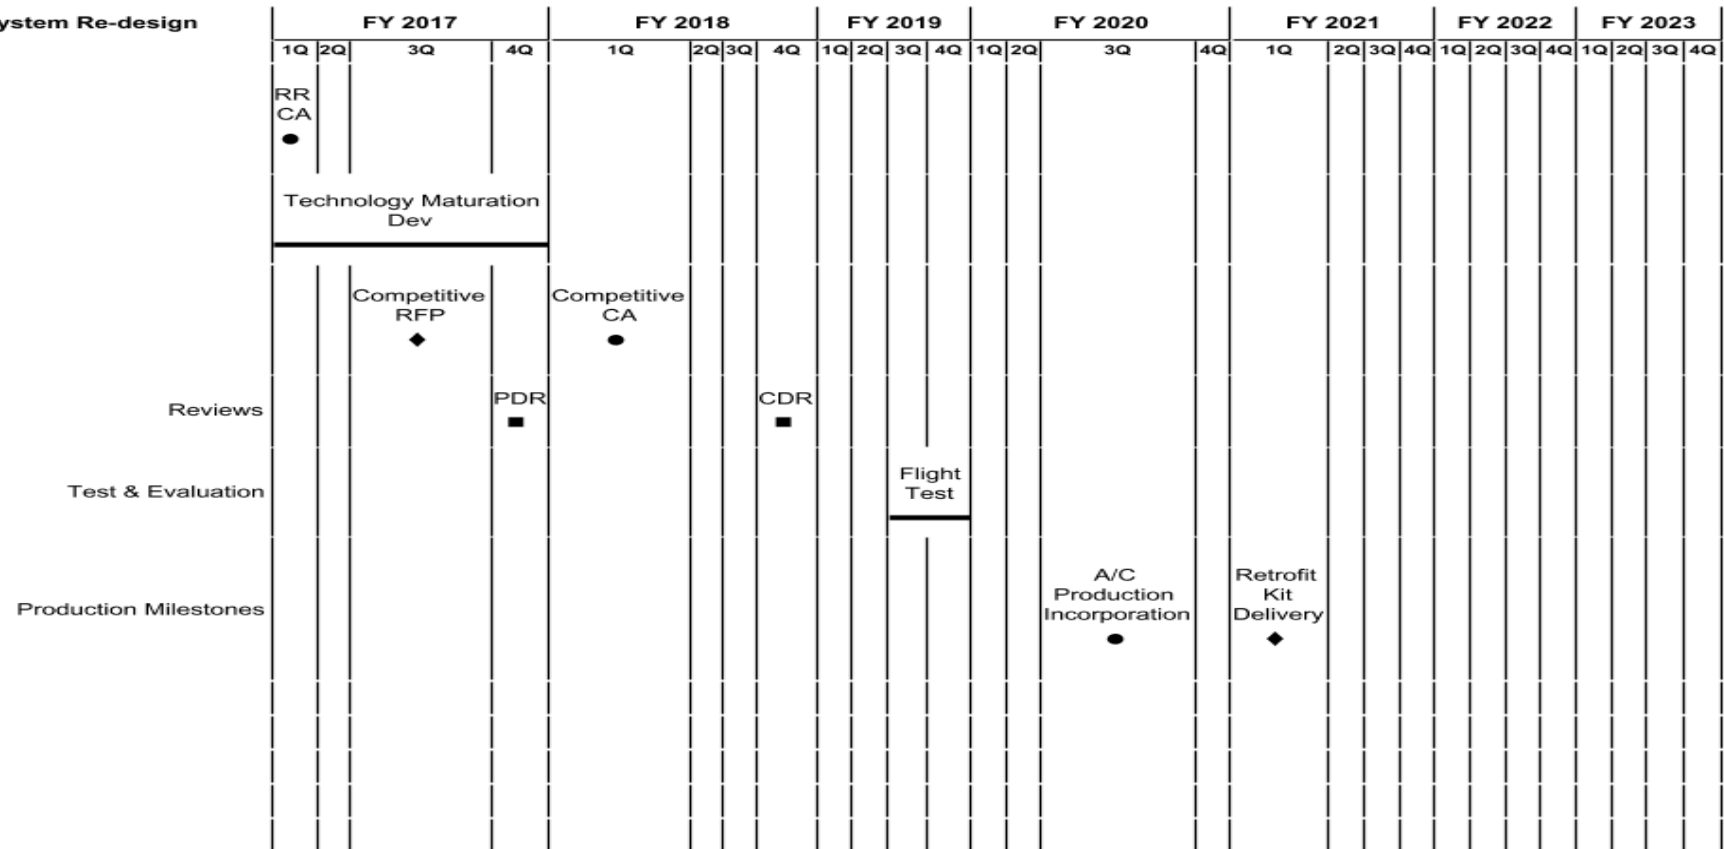 ystem Re-design FY 2017 FY 2018 FY 2019 FY 2020 FY 2021 FY 2022 FY 2023
1Q 2Q 3Q 4Q 1Q 2Q 3Q 4Q 1Q 2Q 3Q 4Q 1Q 2Q 3Q 4Q 1Q 2Q 3Q 4Q 1Q 2Q 3Q 4Q 1Q 2Q 3Q 4Q
RR
CA
Technology Maturation
Dev
Competitive
RFP
Competitive
CA
Reviews
PDR
CDR
Test & Evaluation
Flight
Test
Production Milestones
A/C
Production
Incorporation
Retrofit
Kit
Delivery